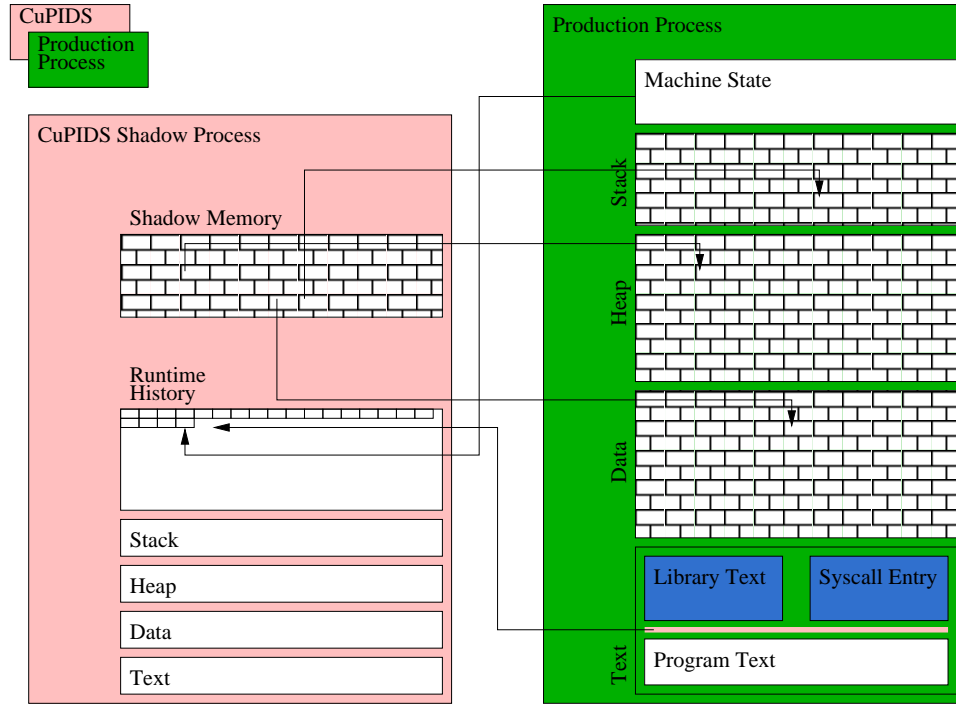 CuPIDS
Production
Process
CuPIDS Shadow Process
Shadow Memory
Runtime
History
Stack
Heap
Data
Text
Production Process
Machine State
Stack
Heap
Data
Text
Library Text
Syscall Entry
Program Text